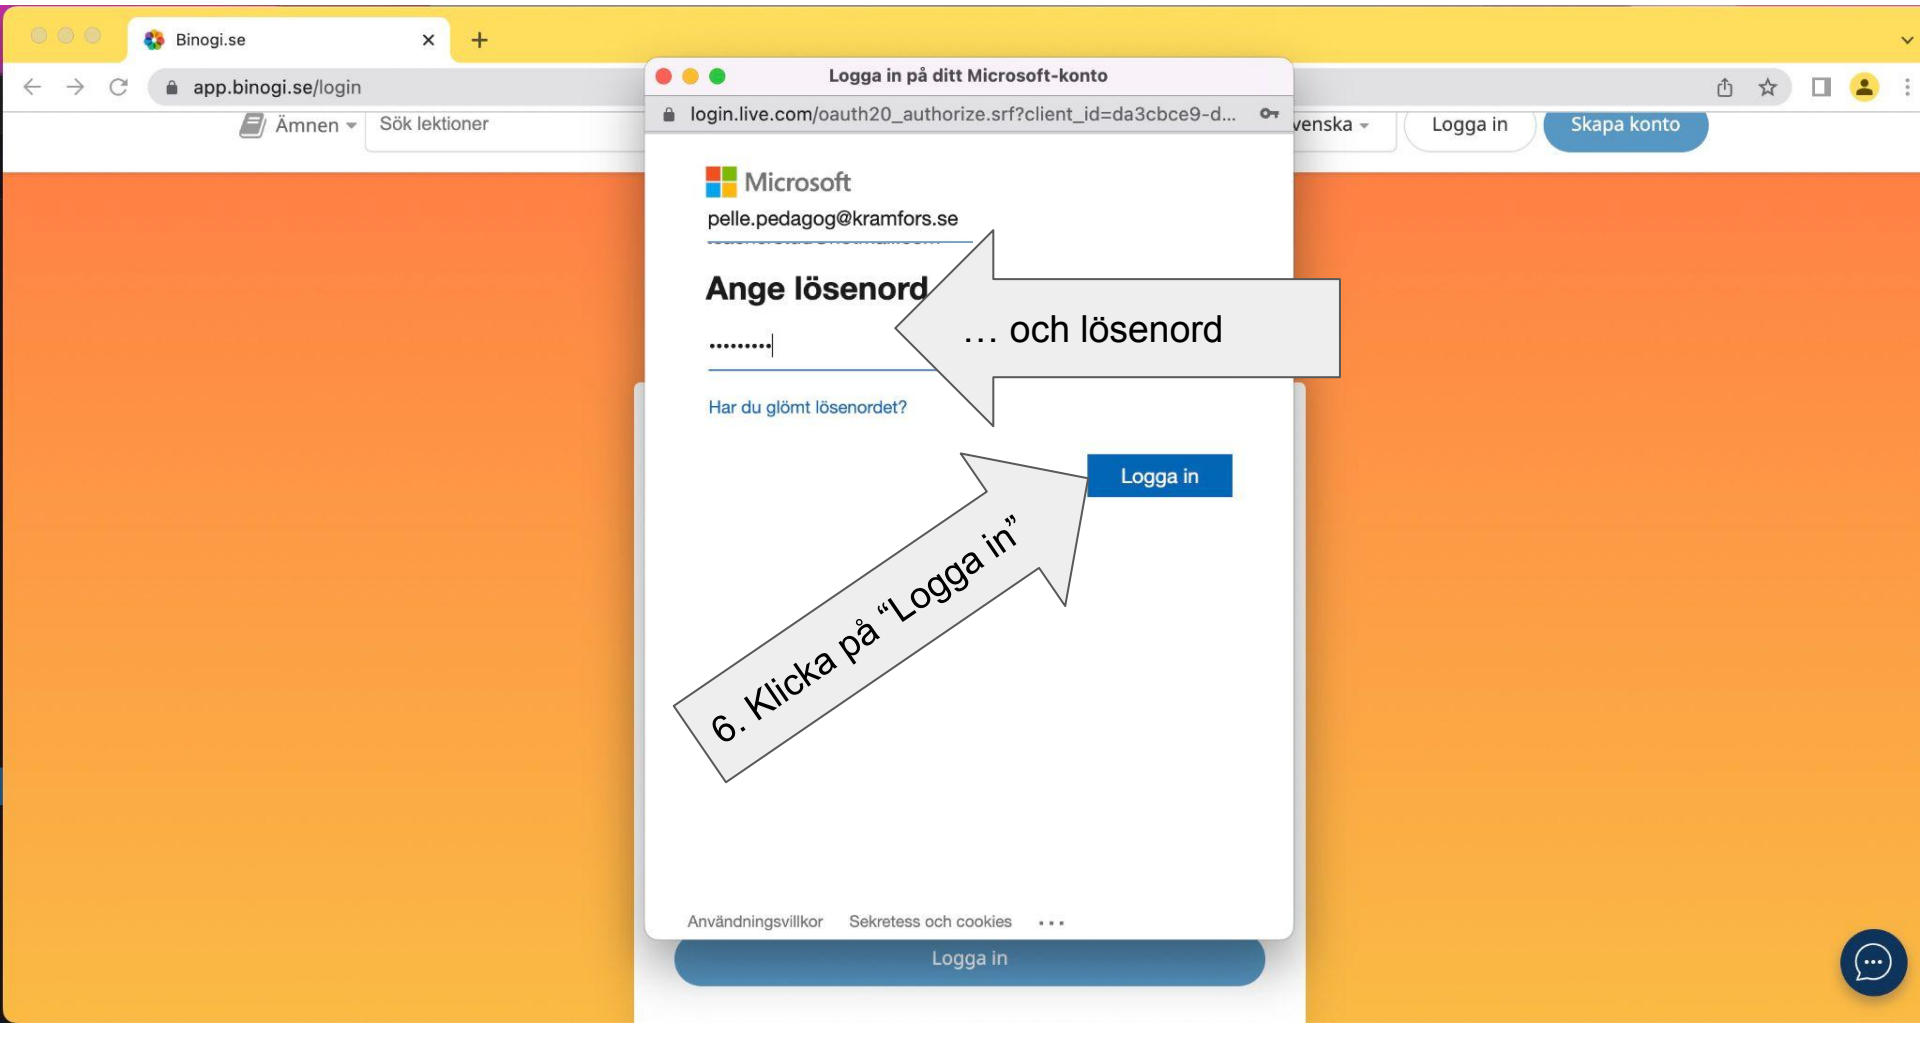 Binogi.se
app.binogi.se/login
Ämnen
Sök lektioner
venska
Logga in
Skapa konto
Logga in på ditt Microsoft-konto
login.live.com/oauth20_authorize.srf?client_id=da3cbce9-d...
Microsoft
pelle.pedagog@kramfors.se
Ange lösenord
… och lösenord
Har du glömt lösenordet?
Logga in
6. Klicka på “Logga in”
Användningsvillkor
Sekretess och cookies
Logga in